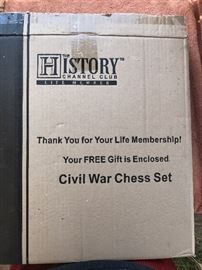 THE
HISTORY™
CHANNEL CLUB
LIFE MEMBER
Thank You for Your Life Membership!
Your FREE Gift is Enclosed
Civil War Chess Set